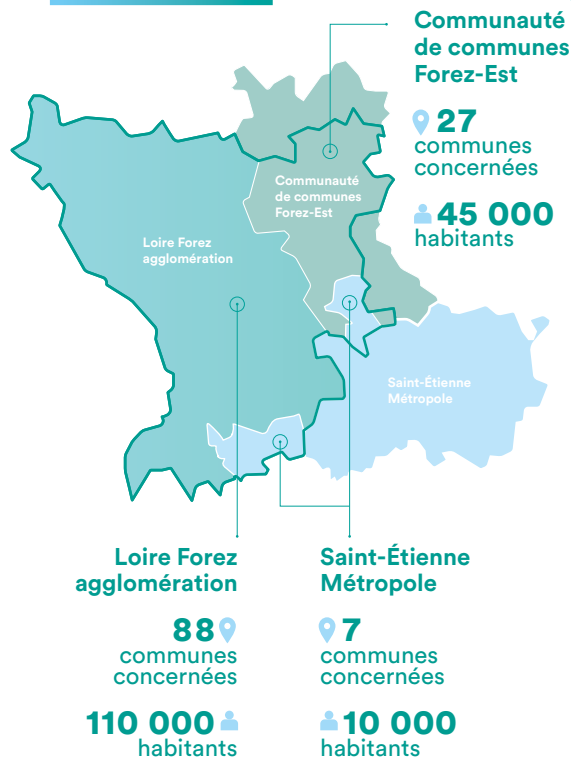 Communauté
de communes
Forez-Est
27
communes
concernées
45 000
habitants
Communauté
de communes
Forez-Est
Loire Forez
agglomération
Saint-Étienne
Métropole
Loire Forez
agglomération
88
communes
concernées
110 000
habitants
Saint-Étienne
Métropole
7
communes
concernées
10 000
habitants